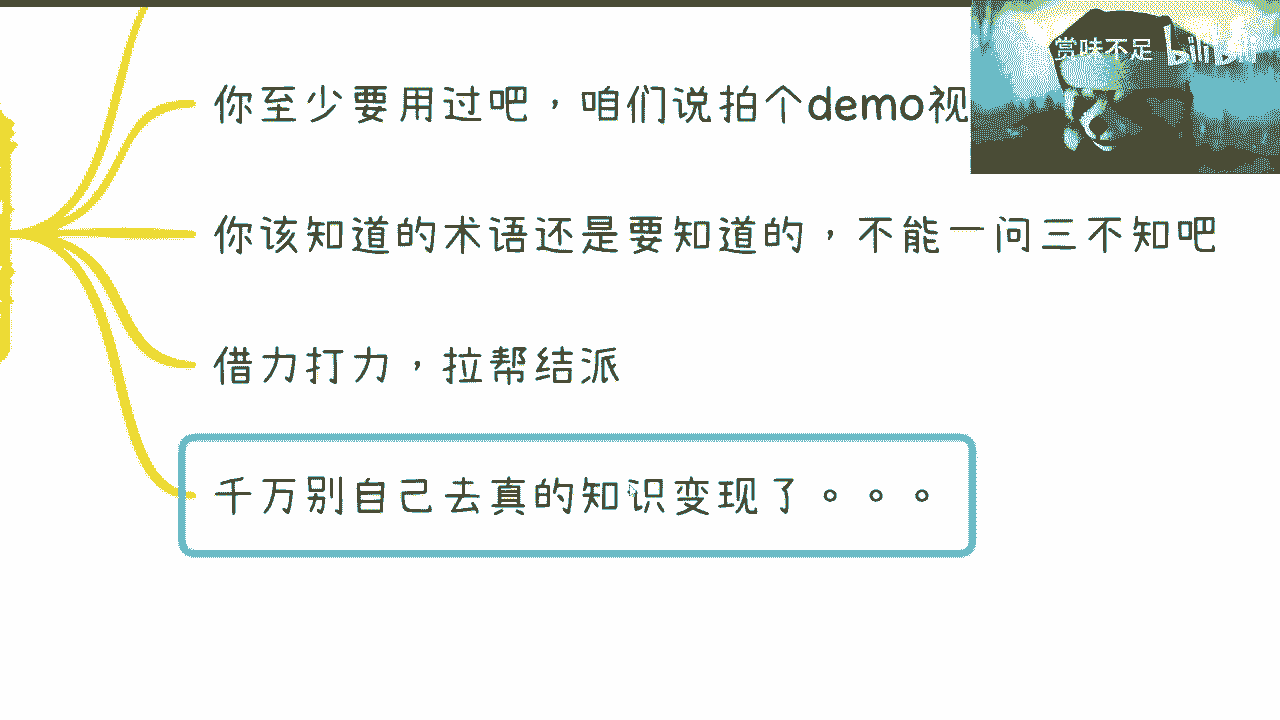 赏味不足 bilibili
你至少要用过吧，咱们说拍个demo视
你该知道的术语还是要知道的，不能一问三不知吧
借力打力，拉帮结派
千万别自己去真的知识变现了。。。